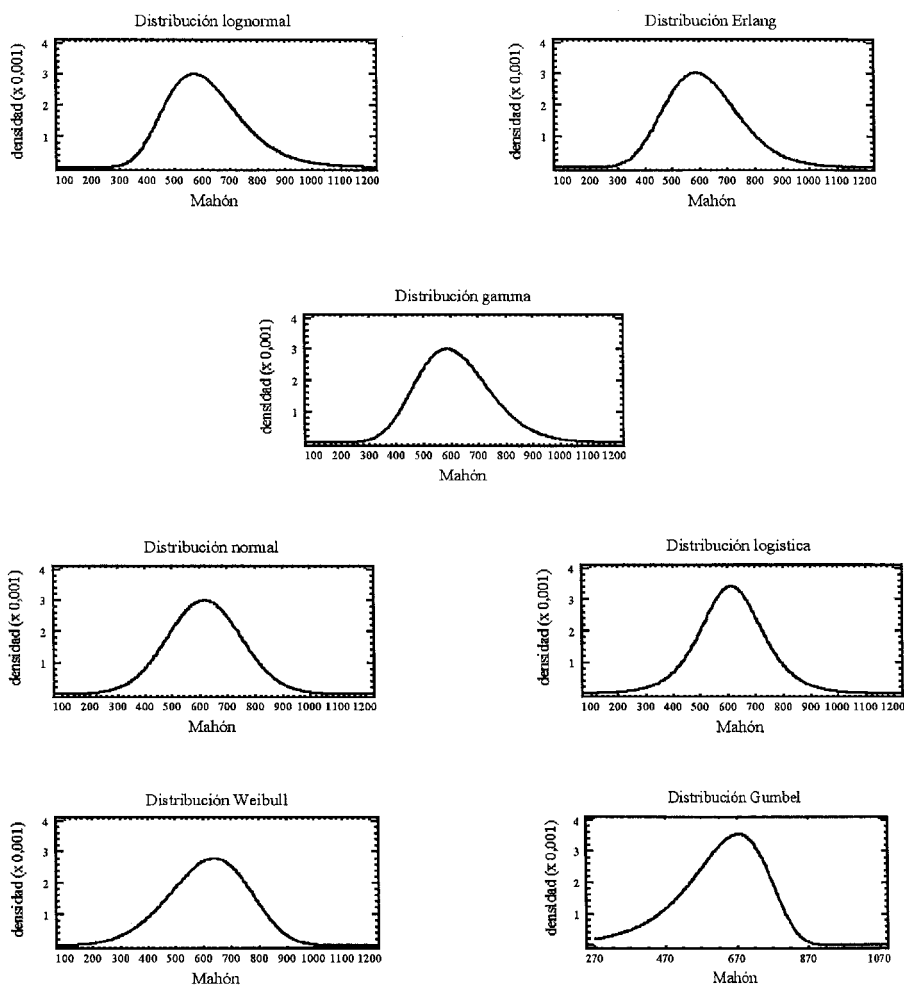 Distribución lognormal
densidad (x 0,001)
4
3
2
1
100 200 300 400 500 600 700 800 900 1000 1100 1200
Mahón
Distribución Erlang
densidad (x 0,001)
4
3
2
1
100 200 300 400 500 600 700 800 900 1000 1100 1200
Mahón
Distribución gamma
densidad (x 0,001)
4
3
2
1
100 200 300 400 500 600 700 800 900 1000 1100 1200
Mahón
Distribución normal
densidad (x 0,001)
4
3
2
1
100 200 300 400 500 600 700 800 900 1000 1100 1200
Mahón
Distribución logistica
densidad (x 0,001)
4
3
2
1
100 200 300 400 500 600 700 800 900 1000 1100 1200
Mahón
Distribución Weibull
densidad (x 0,001)
4
3
2
1
100 200 300 400 500 600 700 800 900 1000 1100 1200
Mahón
Distribución Gumbel
densidad (x 0,001)
4
3
2
1
270 470 670 870 1070
Mahón